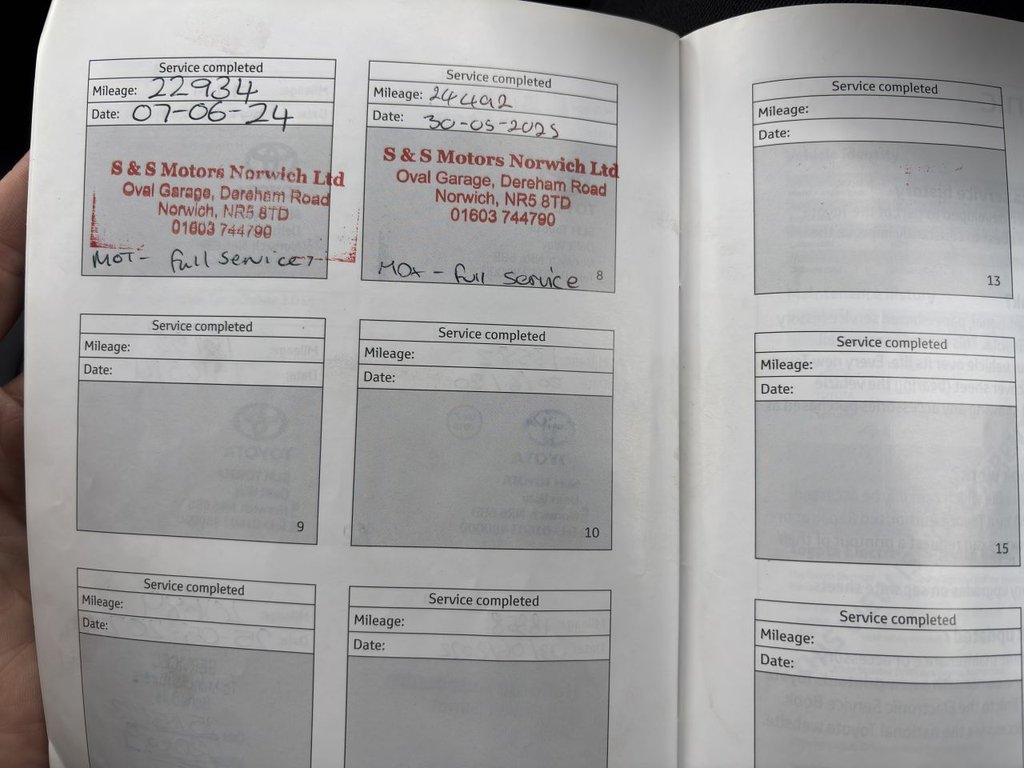 Service completed
Mileage: 22934
Date: 07-06-24
S & S Motors Norwich Ltd
Oval Garage, Dereham Road
Norwich, NR5 8TD
01603 744790
MOT - full service
7
Service completed
Mileage: 24492
Date: 30-05-2025
S & S Motors Norwich Ltd
Oval Garage, Dereham Road
Norwich, NR5 8TD
01603 744790
MOT - full service
8
Service completed
Mileage:
Date:
13
Service completed
Mileage:
Date:
9
Service completed
Mileage:
Date:
10
Service completed
Mileage:
Date:
15
Service completed
Mileage:
Date:
Service completed
Mileage:
Date:
Service completed
Mileage:
Date: